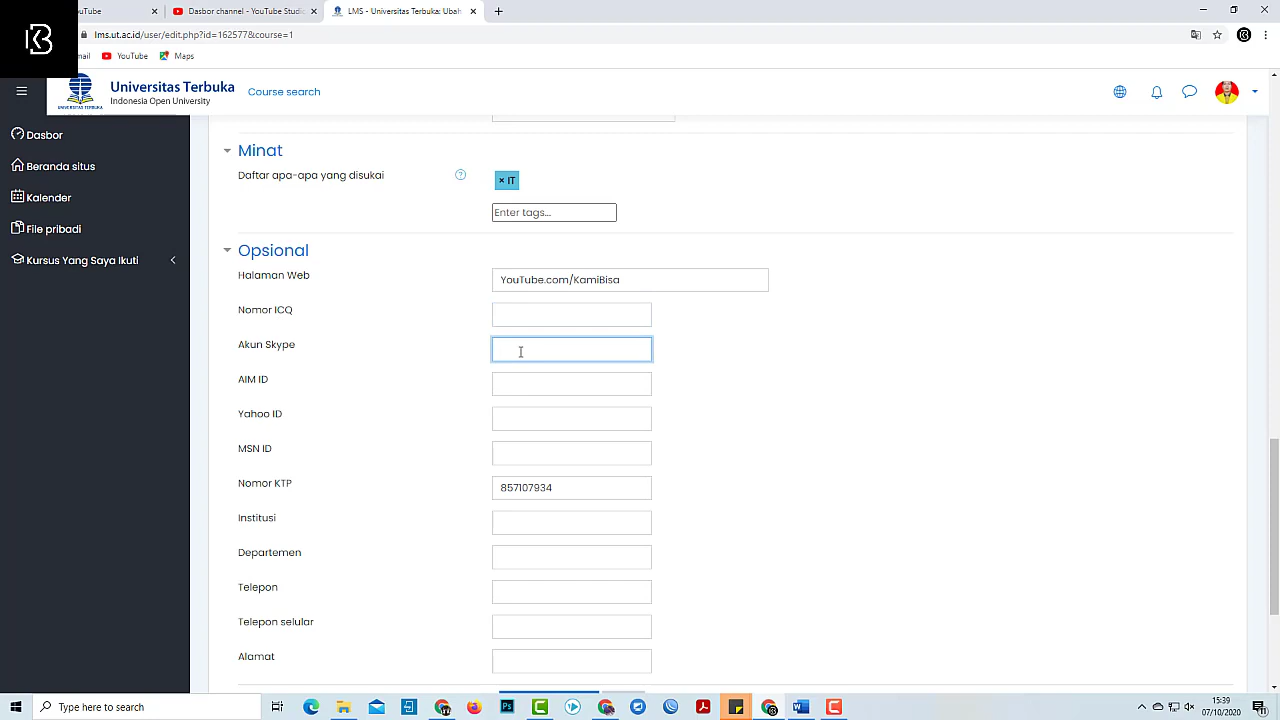 uTube
Dasbor channel - YouTube Studio
LMS - Universitas Terbuka: Ubah
lms.ut.ac.id/user/edit.php?id=162577&course=1
mail YouTube Maps
Universitas Terbuka
Indonesia Open University
Course search
Dasbor
Beranda situs
Kalender
File pribadi
Kursus Yang Saya Ikuti
Minat
Daftar apa-apa yang disukai
× IT
Enter tags...
Opsional
Halaman Web
YouTube.com/KamiBisa
Nomor ICQ
Akun Skype
AIM ID
Yahoo ID
MSN ID
Nomor KTP
857107934
Institusi
Departemen
Telepon
Telepon selular
Alamat
Type here to search
15:39
07/10/2020